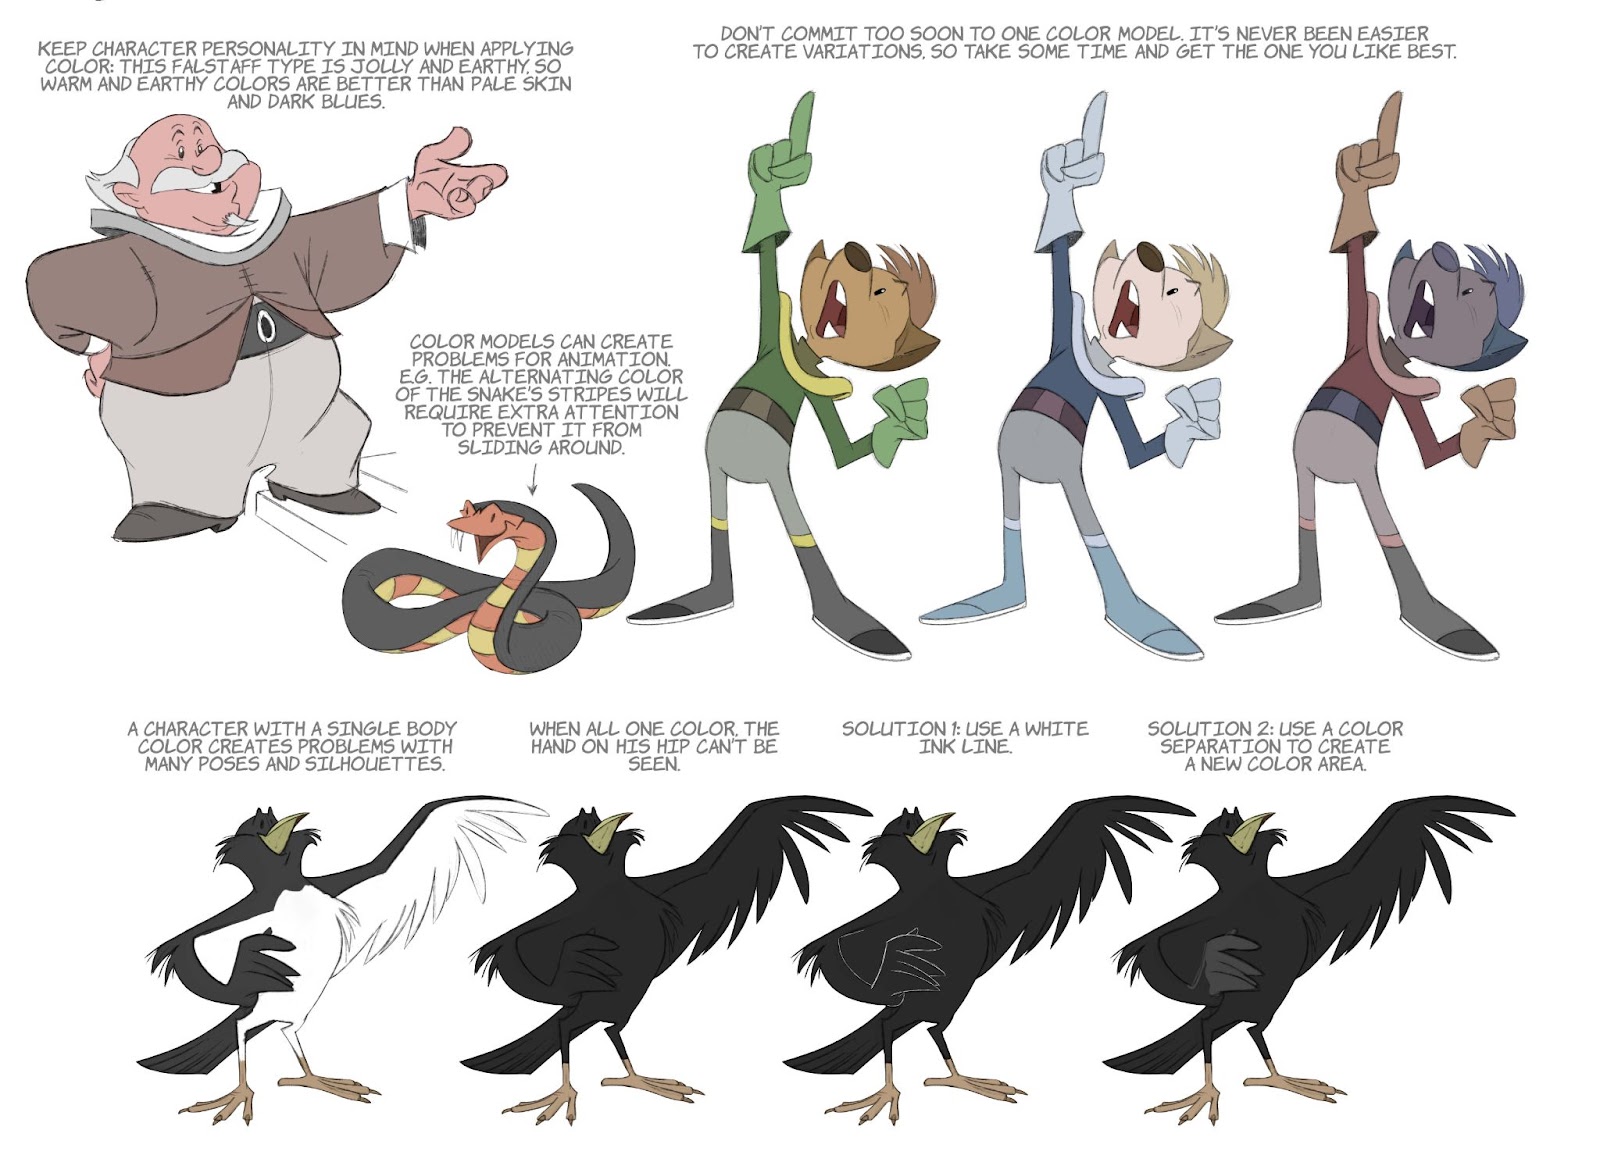 KEEP CHARACTER PERSONALITY IN MIND WHEN APPLYING
COLOR: THIS FALSTAFF TYPE IS JOLLY AND EARTHY, SO
WARM AND EARTHY COLORS ARE BETTER THAN PALE SKIN
AND DARK BLUES.
DON'T COMMIT TOO SOON TO ONE COLOR MODEL. IT'S NEVER BEEN EASIER
TO CREATE VARIATIONS, SO TAKE SOME TIME AND GET THE ONE YOU LIKE BEST.
COLOR MODELS CAN CREATE
PROBLEMS FOR ANIMATION.
E.G. THE ALTERNATING COLOR
OF THE SNAKE'S STRIPES WILL
REQUIRE EXTRA ATTENTION
TO PREVENT IT FROM
SLIDING AROUND.
A CHARACTER WITH A SINGLE BODY
COLOR CREATES PROBLEMS WITH
MANY POSES AND SILHOUETTES.
WHEN ALL ONE COLOR, THE
HAND ON HIS HIP CAN'T BE
SEEN.
SOLUTION 1: USE A WHITE
INK LINE.
SOLUTION 2: USE A COLOR
SEPARATION TO CREATE
A NEW COLOR AREA.